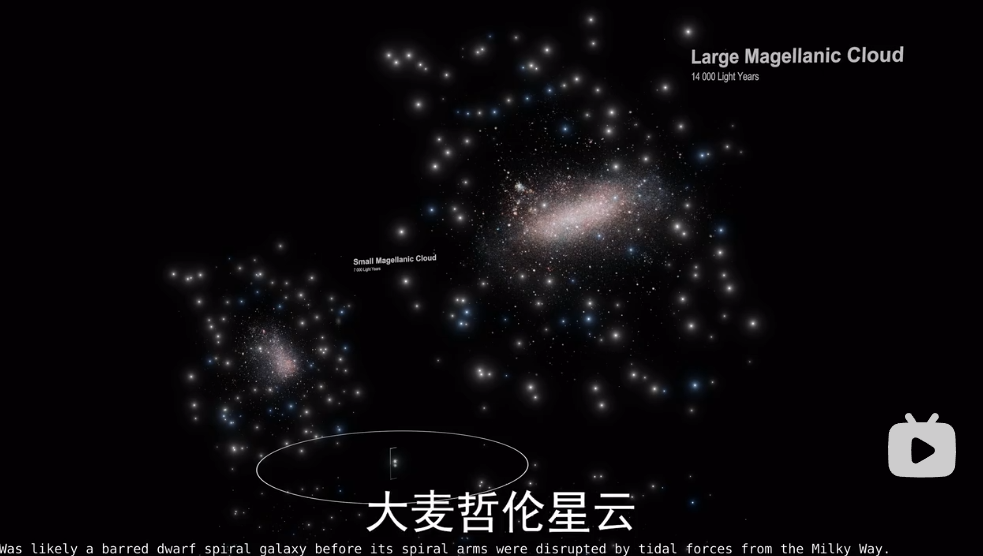 Large Magellanic Cloud
14 000 Light Years
Small Magellanic Cloud
7 000 Light Years
大麦哲伦星云
Was likely a barred dwarf spiral galaxy before its spiral arms were disrupted by tidal forces from the Milky Way.